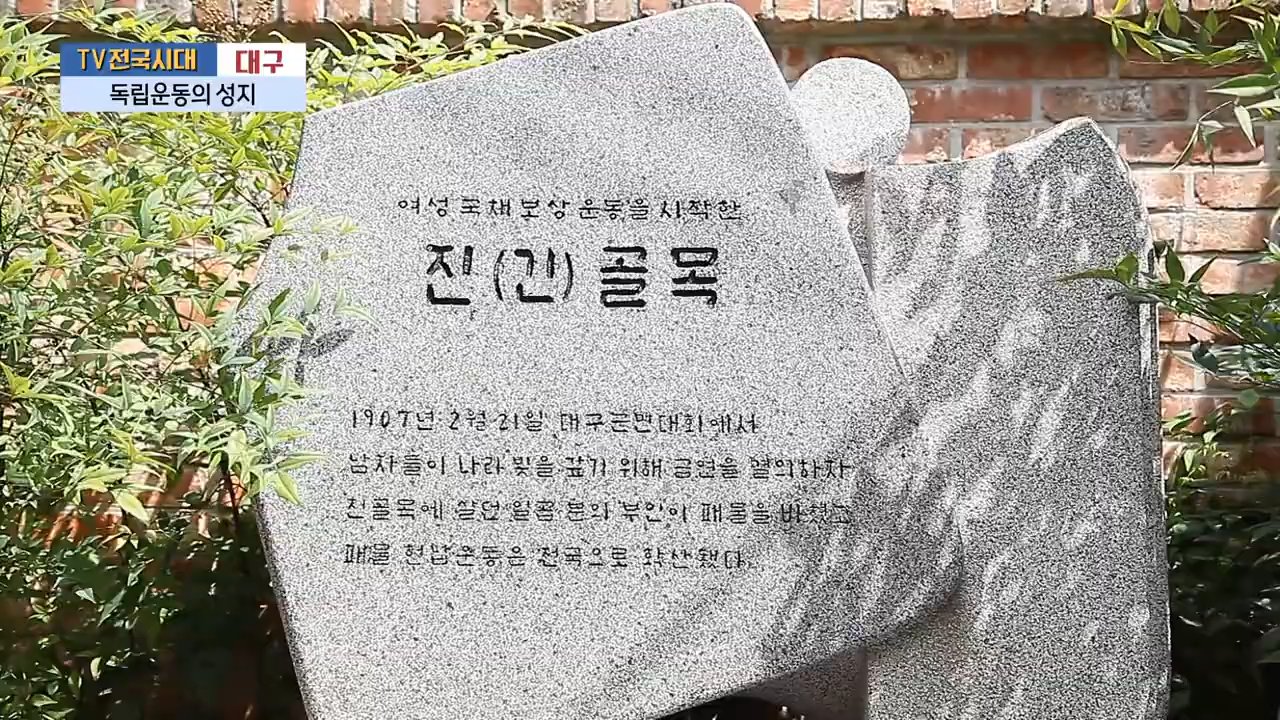 TV전국시대 대구
독립운동의 성지
여성 국채 보상 운동을 시작한
진(긴) 골목
1907년 2월 21일 대구군민대회에서
남자들이 나라 빚을 갚기 위해 금연을 결의하자
진골목에 살던 일곱 분의 부인이 패물을 바쳤고
패물 헌납운동은 전국으로 확산됐다.